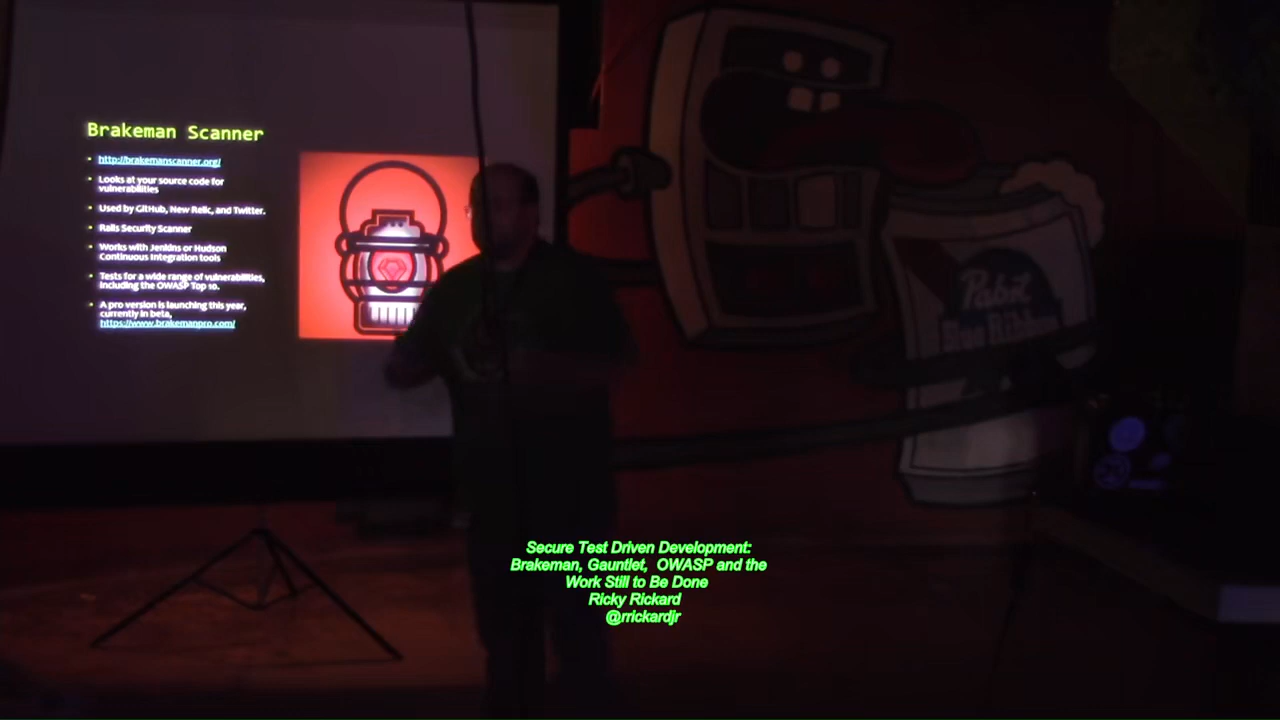 Brakeman Scanner
http://brakemanscanner.org/
Looks at your source code for
vulnerabilities
Used by GitHub, New Relic, and Twitter.
Rails Security Scanner
Works with Jenkins or Hudson
Continuous Integration tools
Tests for a wide range of vulnerabilities,
including the OWASP Top 10.
A pro version is launching this year,
currently in beta,
https://www.brakemanpro.com/
Pabst
Blue Ribbon
Secure Test Driven Development:
Brakeman, Gauntlet, OWASP and the
Work Still to Be Done
Ricky Rickard
@rrickardjr